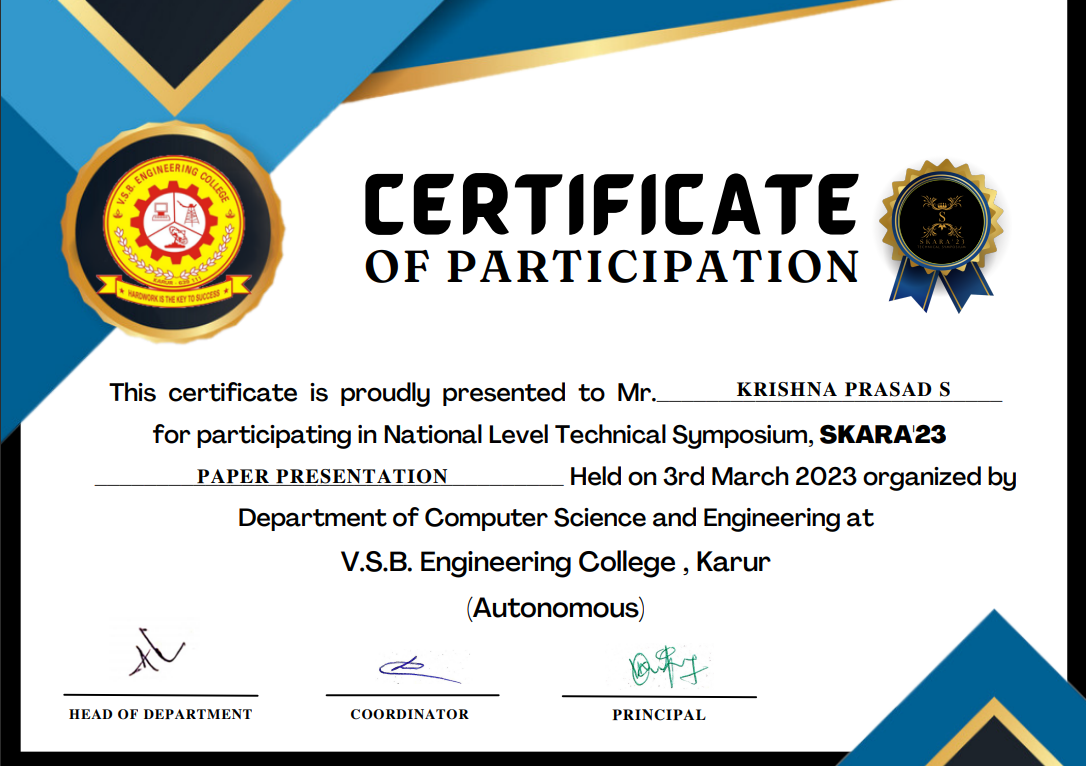 V.S.B. ENGINEERING COLLEGE
KARUR - 639 111
HARDWORK IS THE KEY TO SUCCESS
CERTIFICATE
OF PARTICIPATION
S
SKARA'21
This certificate is proudly presented to Mr. KRISHNA PRASAD S
for participating in National Level Technical Symposium, SKARA'23
PAPER PRESENTATION Held on 3rd March 2023 organized by
Department of Computer Science and Engineering at
V.S.B. Engineering College , Karur
(Autonomous)
HEAD OF DEPARTMENT
COORDINATOR
PRINCIPAL